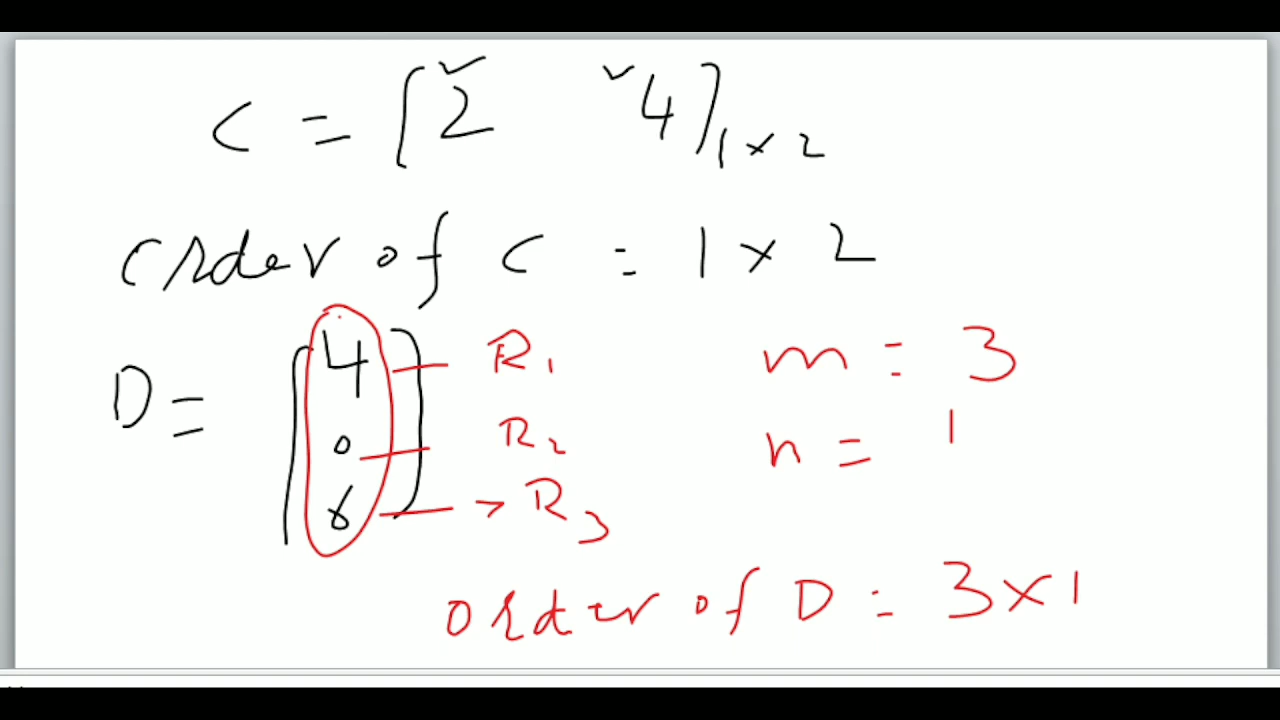 C = [2 4]1×2
order of C = 1 × 2
D = [4 R1 m = 3
0 R2 n = 1
6] → R3
order of D = 3×1